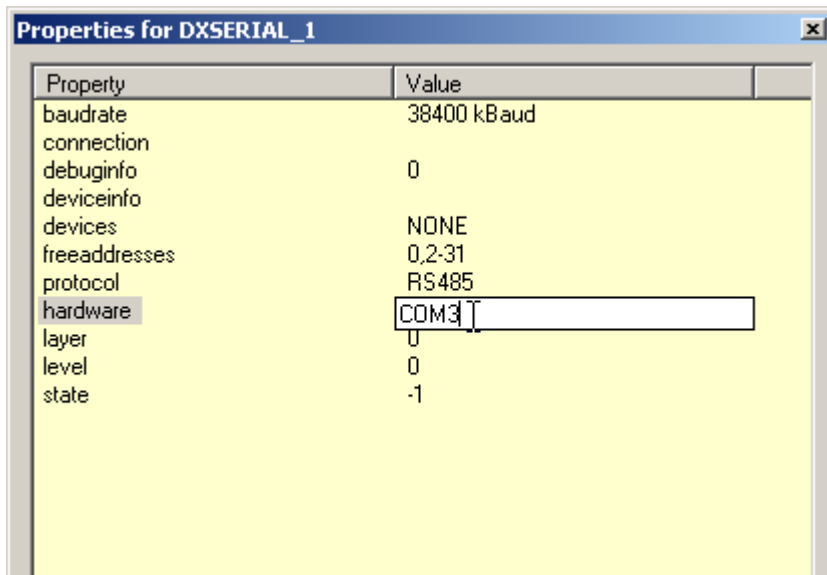 Properties for DXSERIAL_1
Property Value
baudrate 38400 kBaud
connection
debuginfo 0
deviceinfo
devices NONE
freeaddresses 0,2-31
protocol RS485
hardware COM3
layer 0
level 0
state -1